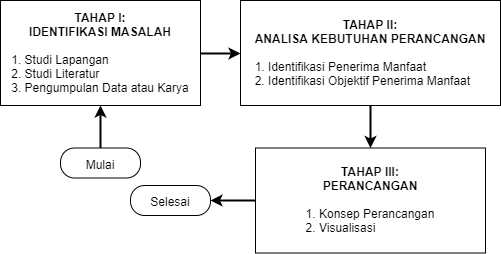 TAHAP I:
IDENTIFIKASI MASALAH
1. Studi Lapangan
2. Studi Literatur
3. Pengumpulan Data atau Karya
TAHAP II:
ANALISA KEBUTUHAN PERANCANGAN
1. Identifikasi Penerima Manfaat
2. Identifikasi Objektif Penerima Manfaat
Mulai
TAHAP III:
PERANCANGAN
1. Konsep Perancangan
2. Visualisasi
Selesai